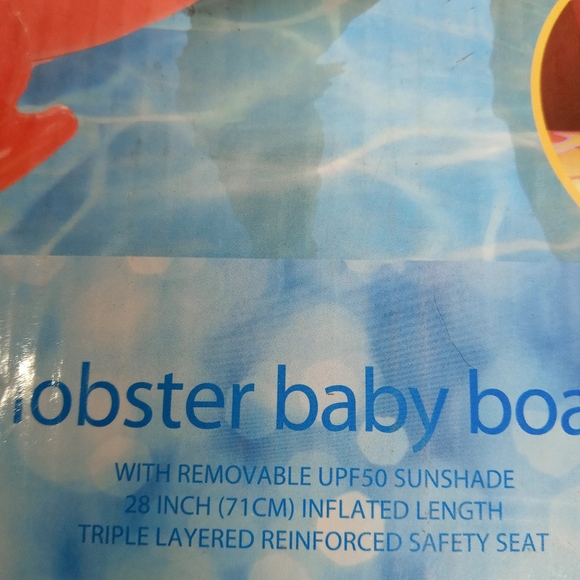 lobster baby boa
WITH REMOVABLE UPF50 SUNSHADE
28 INCH (71CM) INFLATED LENGTH
TRIPLE LAYERED REINFORCED SAFETY SEAT